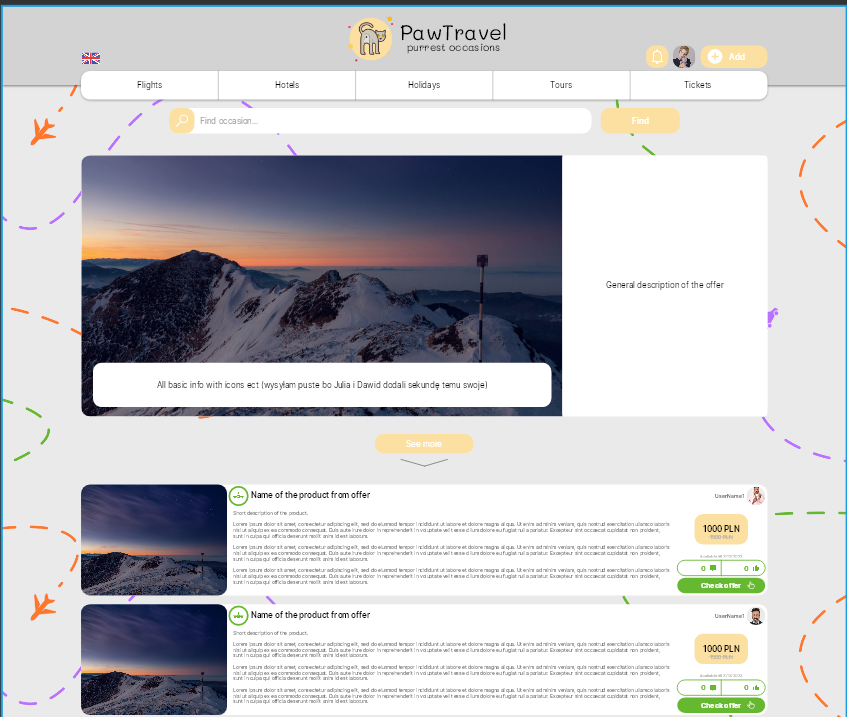 PawTravel
purrest occasions
Add
Flights
Hotels
Holidays
Tours
Tickets
Find occasion...
Find
General description of the offer
All basic info with icons ect (wysyłam puste bo Julia i Dawid dodali sekundę temu swoje)
See more
Name of the product from offer
UserName1
Short description of the product.
Lorem ipsum dolor sit amet, consectetur adipiscing elit, sed do eiusmod tempor incididunt ut labore et dolore magna aliqua. Ut enim ad minim veniam, quis nostrud exercitation ullamco laboris
nisi ut aliquip ex ea commodo consequat. Duis aute irure dolor in reprehenderit in voluptate velit esse cillum dolore eu fugiat nulla pariatur. Excepteur sint occaecat cupidatat non proident,
sunt in culpa qui officia deserunt mollit anim id est laborum.
Lorem ipsum dolor sit amet, consectetur adipiscing elit, sed do eiusmod tempor incididunt ut labore et dolore magna aliqua. Ut enim ad minim veniam, quis nostrud exercitation ullamco laboris
nisi ut aliquip ex ea commodo consequat. Duis aute irure dolor in reprehenderit in voluptate velit esse cillum dolore eu fugiat nulla pariatur. Excepteur sint occaecat cupidatat non proident,
sunt in culpa qui officia deserunt mollit anim id est laborum.
Lorem ipsum dolor sit amet, consectetur adipiscing elit, sed do eiusmod tempor incididunt ut labore et dolore magna aliqua. Ut enim ad minim veniam, quis nostrud exercitation ullamco laboris
nisi ut aliquip ex ea commodo consequat. Duis aute irure dolor in reprehenderit in voluptate velit esse cillum dolore eu fugiat nulla pariatur. Excepteur sint occaecat cupidatat non proident,
sunt in culpa qui officia deserunt mollit anim id est laborum.
1000 PLN
0
0
Check offer
Name of the product from offer
UserName1
Short description of the product.
Lorem ipsum dolor sit amet, consectetur adipiscing elit, sed do eiusmod tempor incididunt ut labore et dolore magna aliqua. Ut enim ad minim veniam, quis nostrud exercitation ullamco laboris
nisi ut aliquip ex ea commodo consequat. Duis aute irure dolor in reprehenderit in voluptate velit esse cillum dolore eu fugiat nulla pariatur. Excepteur sint occaecat cupidatat non proident,
sunt in culpa qui officia deserunt mollit anim id est laborum.
Lorem ipsum dolor sit amet, consectetur adipiscing elit, sed do eiusmod tempor incididunt ut labore et dolore magna aliqua. Ut enim ad minim veniam, quis nostrud exercitation ullamco laboris
nisi ut aliquip ex ea commodo consequat. Duis aute irure dolor in reprehenderit in voluptate velit esse cillum dolore eu fugiat nulla pariatur. Excepteur sint occaecat cupidatat non proident,
sunt in culpa qui officia deserunt mollit anim id est laborum.
Lorem ipsum dolor sit amet, consectetur adipiscing elit, sed do eiusmod tempor incididunt ut labore et dolore magna aliqua. Ut enim ad minim veniam, quis nostrud exercitation ullamco laboris
nisi ut aliquip ex ea commodo consequat. Duis aute irure dolor in reprehenderit in voluptate velit esse cillum dolore eu fugiat nulla pariatur. Excepteur sint occaecat cupidatat non proident,
sunt in culpa qui officia deserunt mollit anim id est laborum.
1000 PLN
0
0
Check offer